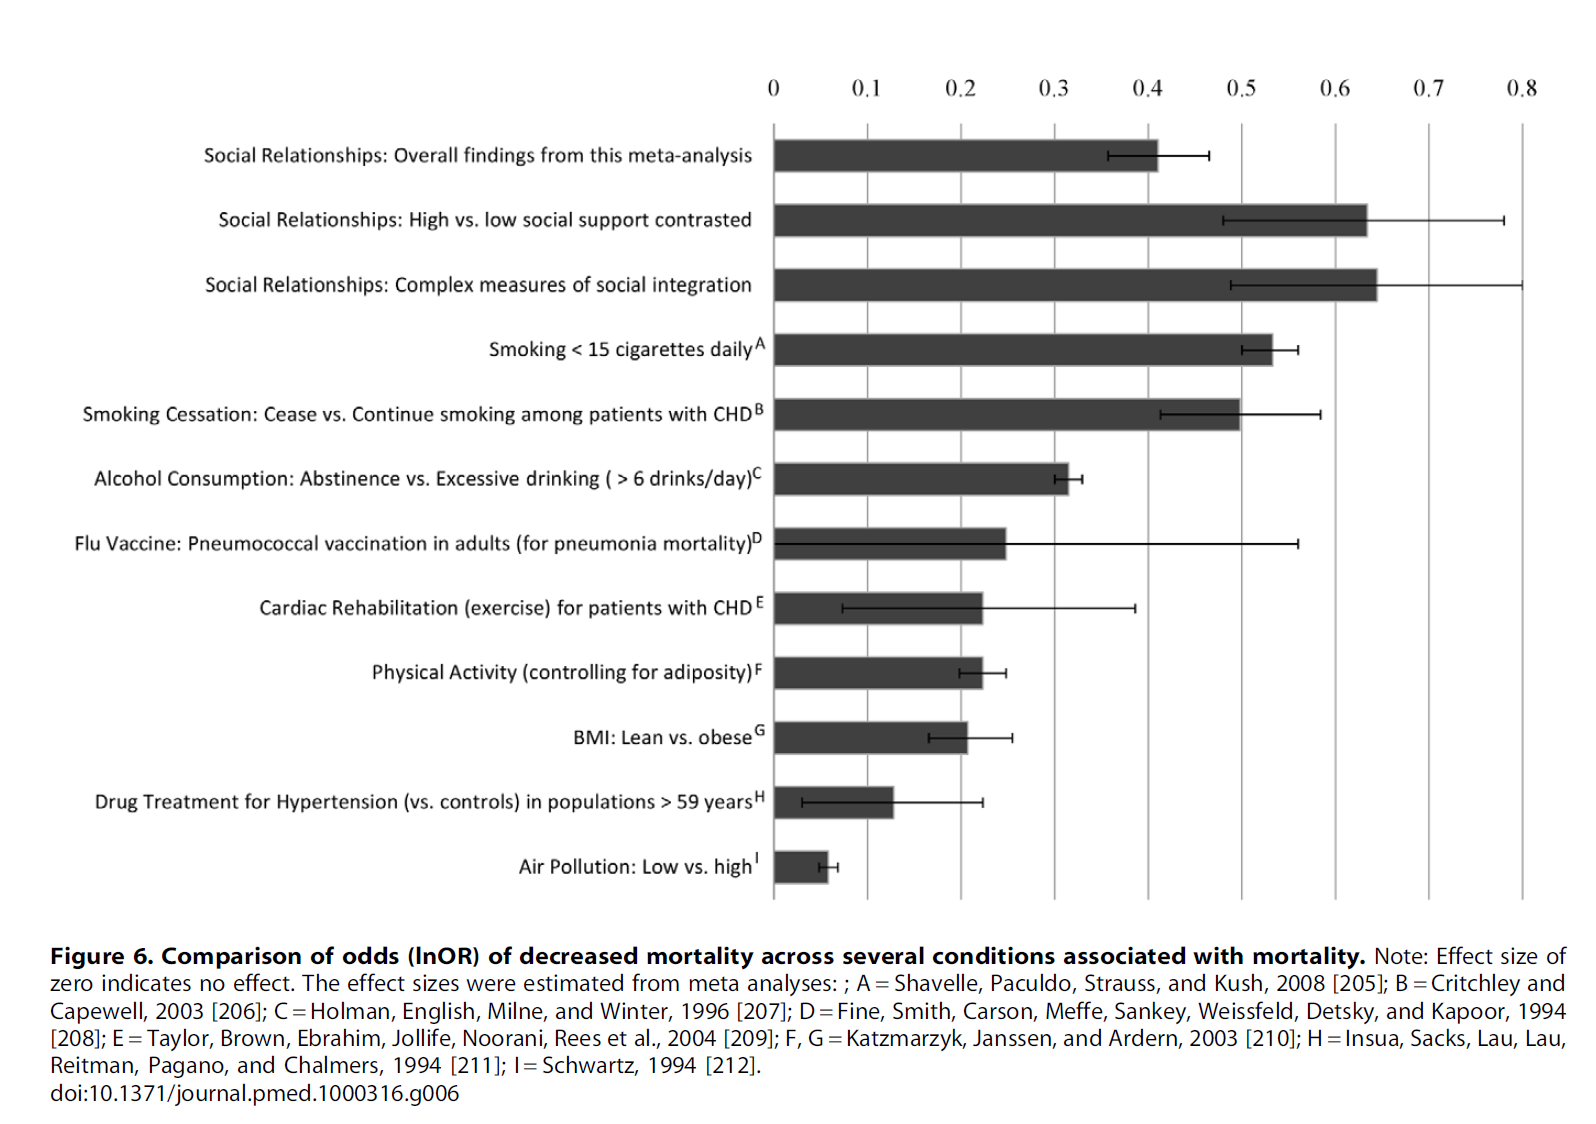 0 0.1 0.2 0.3 0.4 0.5 0.6 0.7 0.8
Social Relationships: Overall findings from this meta-analysis
Social Relationships: High vs. low social support contrasted
Social Relationships: Complex measures of social integration
Smoking < 15 cigarettes daily A
Smoking Cessation: Cease vs. Continue smoking among patients with CHD B
Alcohol Consumption: Abstinence vs. Excessive drinking ( > 6 drinks/day) C
Flu Vaccine: Pneumococcal vaccination in adults (for pneumonia mortality) D
Cardiac Rehabilitation (exercise) for patients with CHD E
Physical Activity (controlling for adiposity) F
BMI: Lean vs. obese G
Drug Treatment for Hypertension (vs. controls) in populations > 59 years H
Air Pollution: Low vs. high I
Figure 6. Comparison of odds (lnOR) of decreased mortality across several conditions associated with mortality. Note: Effect size of
zero indicates no effect. The effect sizes were estimated from meta analyses: ; A = Shavelle, Paculdo, Strauss, and Kush, 2008 [205]; B = Critchley and
Capewell, 2003 [206]; C = Holman, English, Milne, and Winter, 1996 [207]; D = Fine, Smith, Carson, Meffe, Sankey, Weissfeld, Detsky, and Kapoor, 1994
[208]; E = Taylor, Brown, Ebrahim, Jollife, Noorani, Rees et al., 2004 [209]; F, G = Katzmarzyk, Janssen, and Ardern, 2003 [210]; H = Insua, Sacks, Lau, Lau,
Reitman, Pagano, and Chalmers, 1994 [211]; I = Schwartz, 1994 [212].
doi:10.1371/journal.pmed.1000316.g006